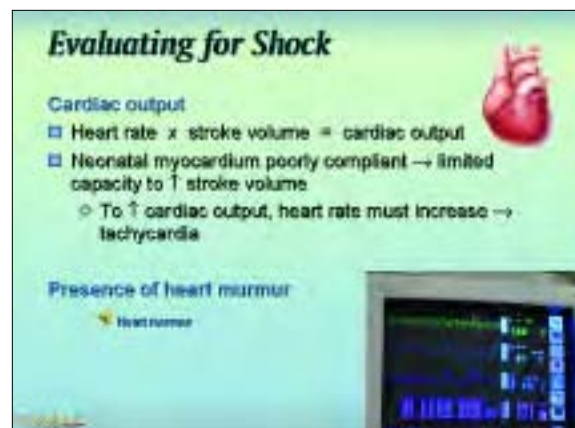 Evaluating for Shock
Cardiac output
Heart rate x stroke volume = cardiac output
Neonatal myocardium poorly compliant → limited
capacity to ↑ stroke volume
To ↑ cardiac output, heart rate must increase →
tachycardia
Presence of heart murmur
Heart murmur